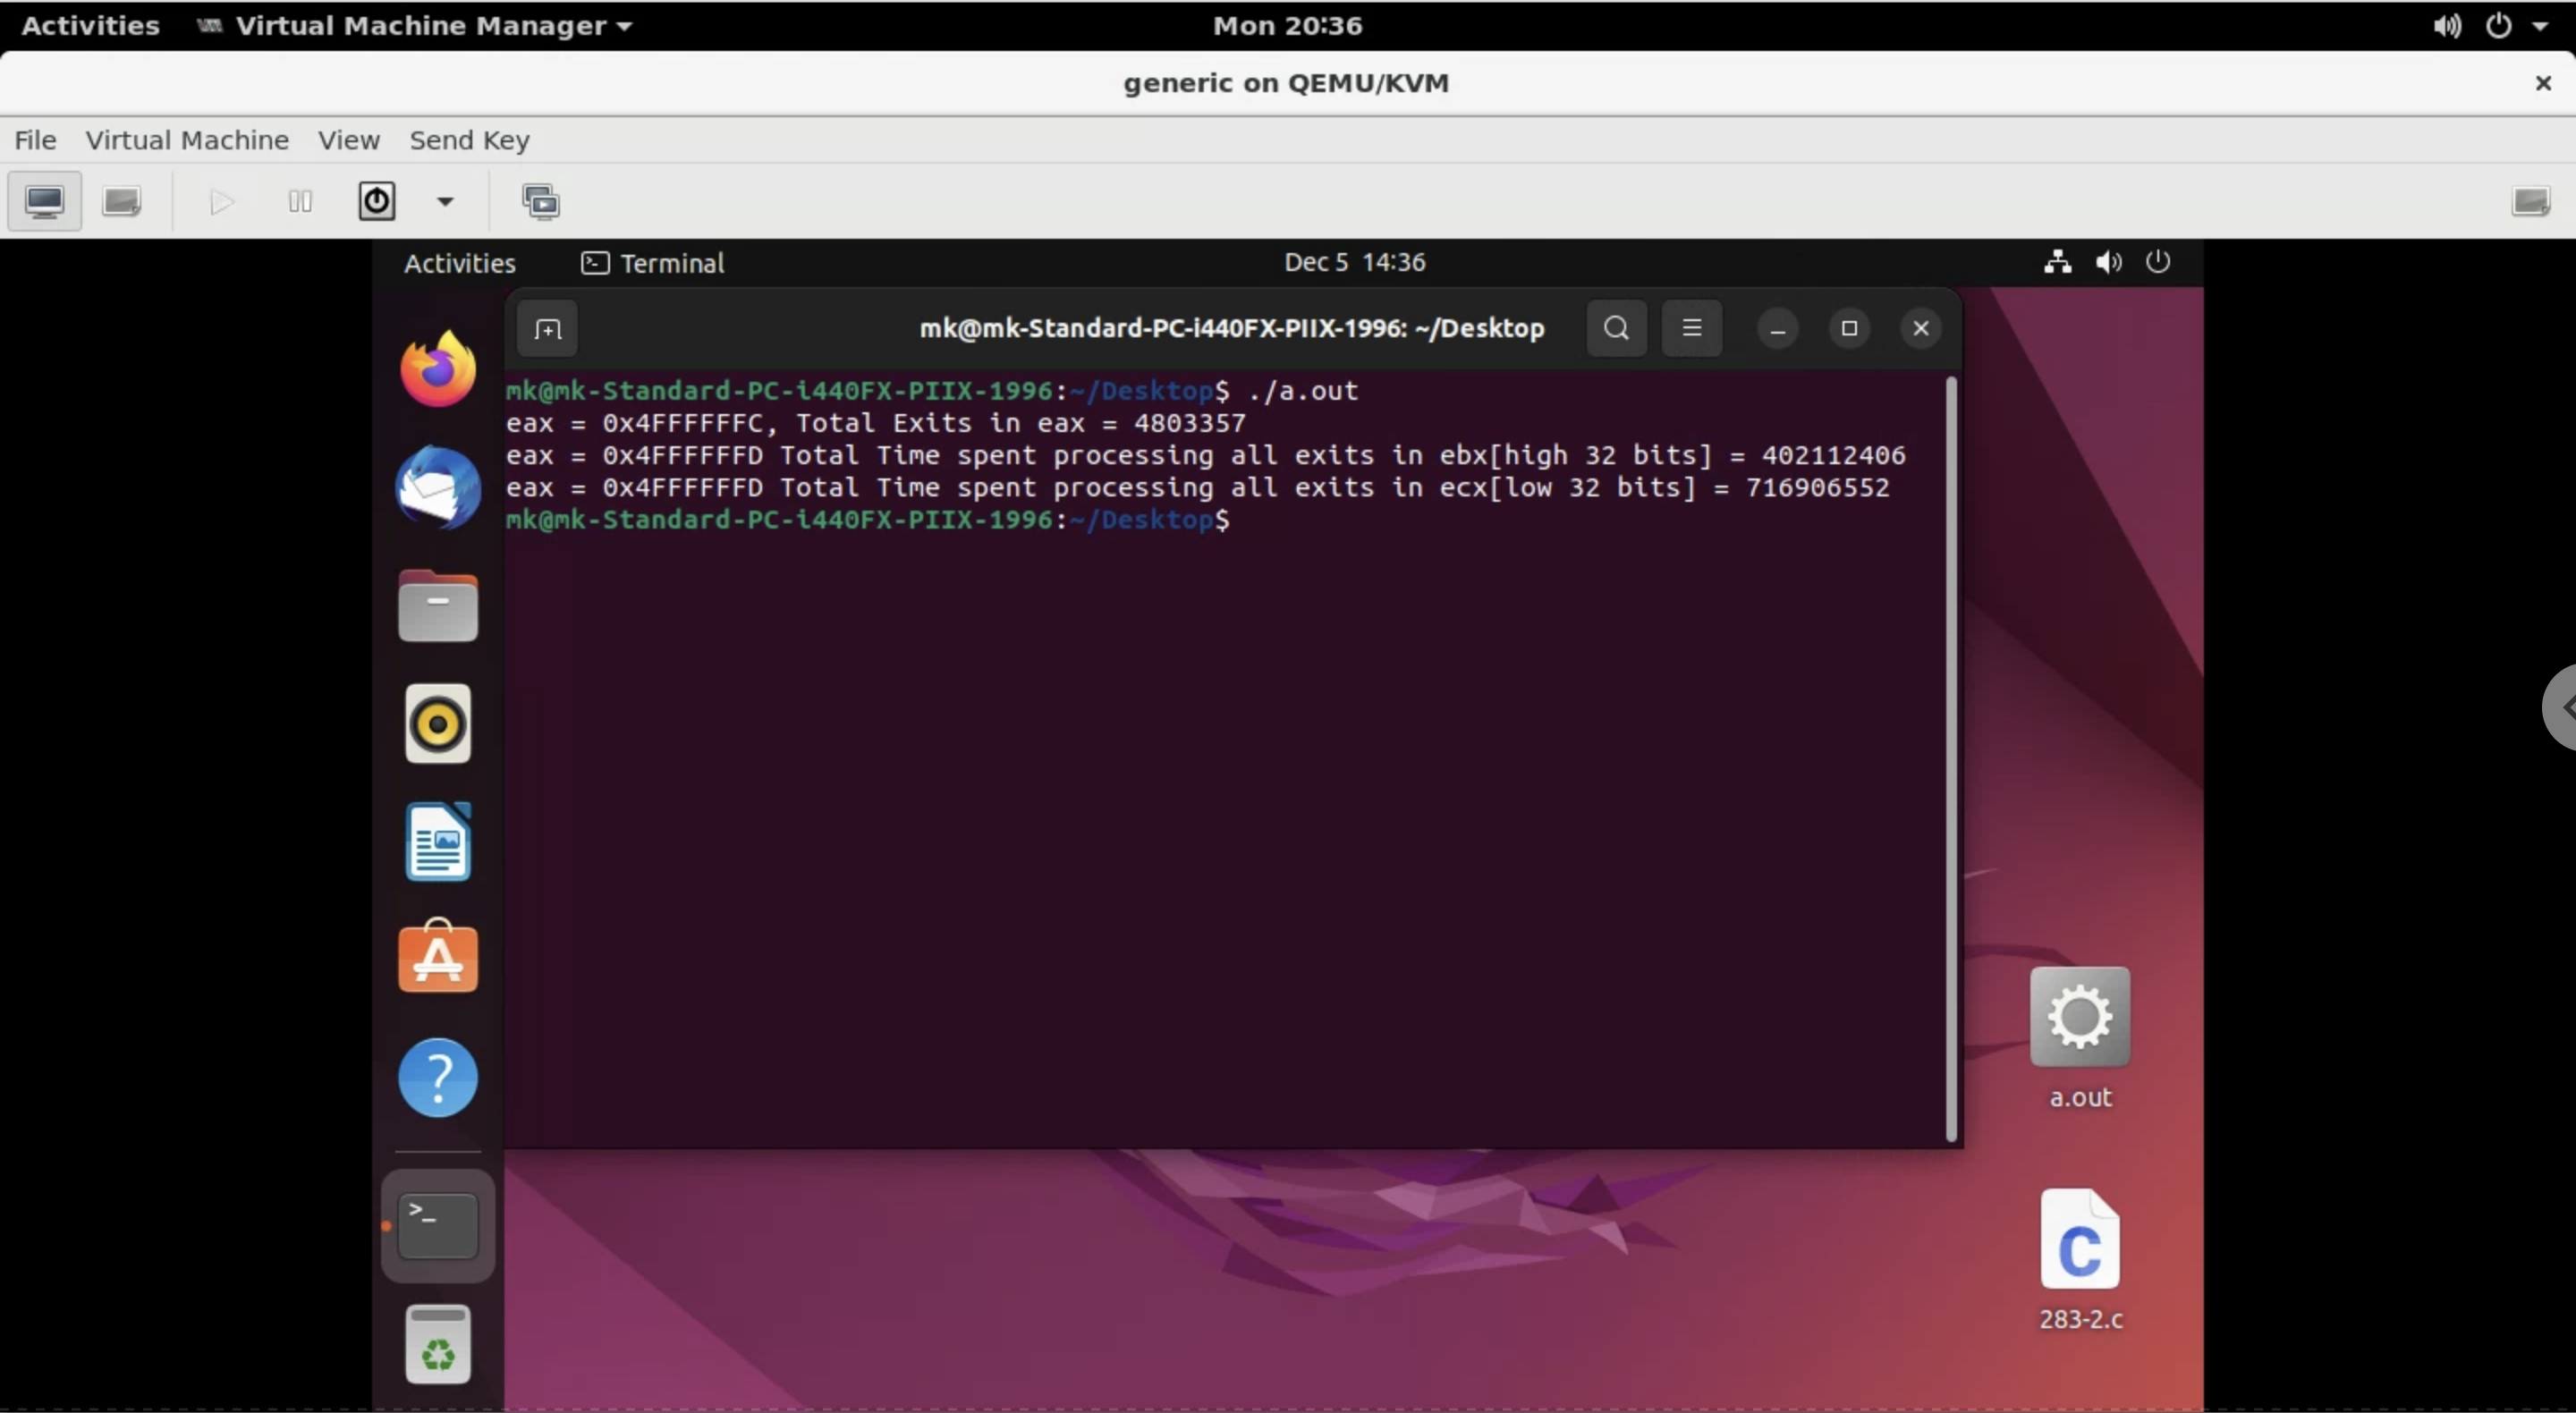 Activities Virtual Machine Manager Mon 20:36
generic on QEMU/KVM
File Virtual Machine View Send Key
Activities Terminal Dec 5 14:36
mk@mk-Standard-PC-i440FX-PIIX-1996: ~/Desktop
mk@mk-Standard-PC-i440FX-PIIX-1996:~/Desktop$ ./a.out
eax = 0x4FFFFFFC, Total Exits in eax = 4803357
eax = 0x4FFFFFFD Total Time spent processing all exits in ebx[high 32 bits] = 402112406
eax = 0x4FFFFFFD Total Time spent processing all exits in ecx[low 32 bits] = 716906552
mk@mk-Standard-PC-i440FX-PIIX-1996:~/Desktop$
a.out
283-2.c